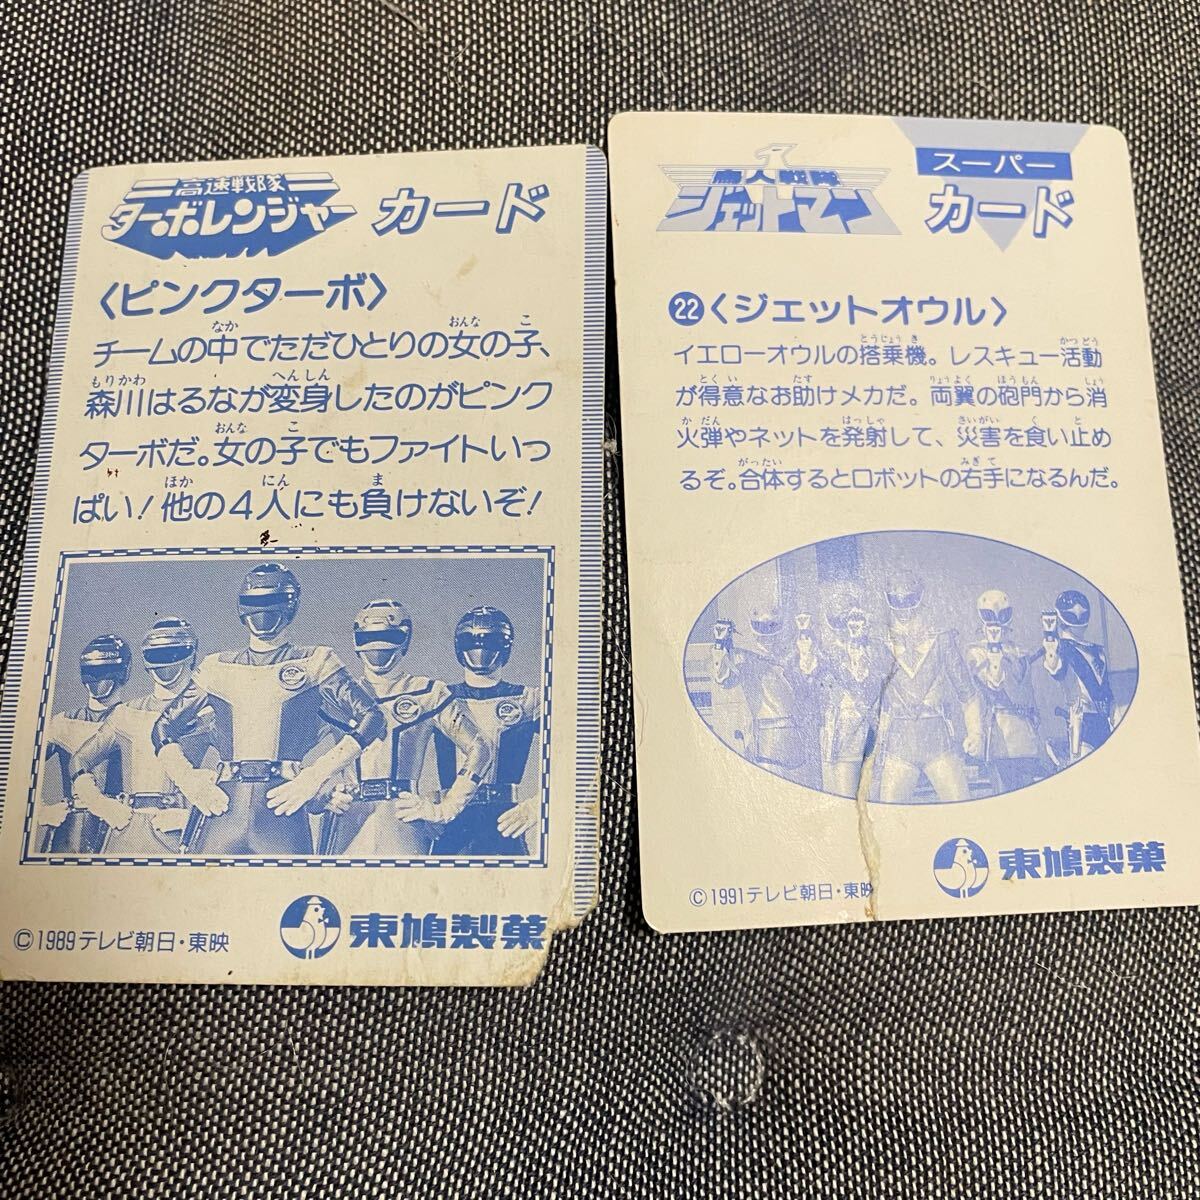 高速戦隊
ターボレンジャー カード
〈ピンクターボ〉
チームの中でただひとりの女の子、
森川はるなが変身したのがピンク
ターボだ。女の子でもファイトいっ
ぱい!他の4人にも負けないぞ!
©1989テレビ朝日・東映
東鳩製菓
鳥人戦隊
ジェットマン
スーパー
カード
22〈ジェットオウル〉
イエローオウルの搭乗機。レスキュー活動
が得意なお助けメカだ。両翼の砲門から消
火弾やネットを発射して、災害を食い止め
るぞ。合体するとロボットの右手になるんだ。
©1991テレビ朝日・東映
東鳩製菓